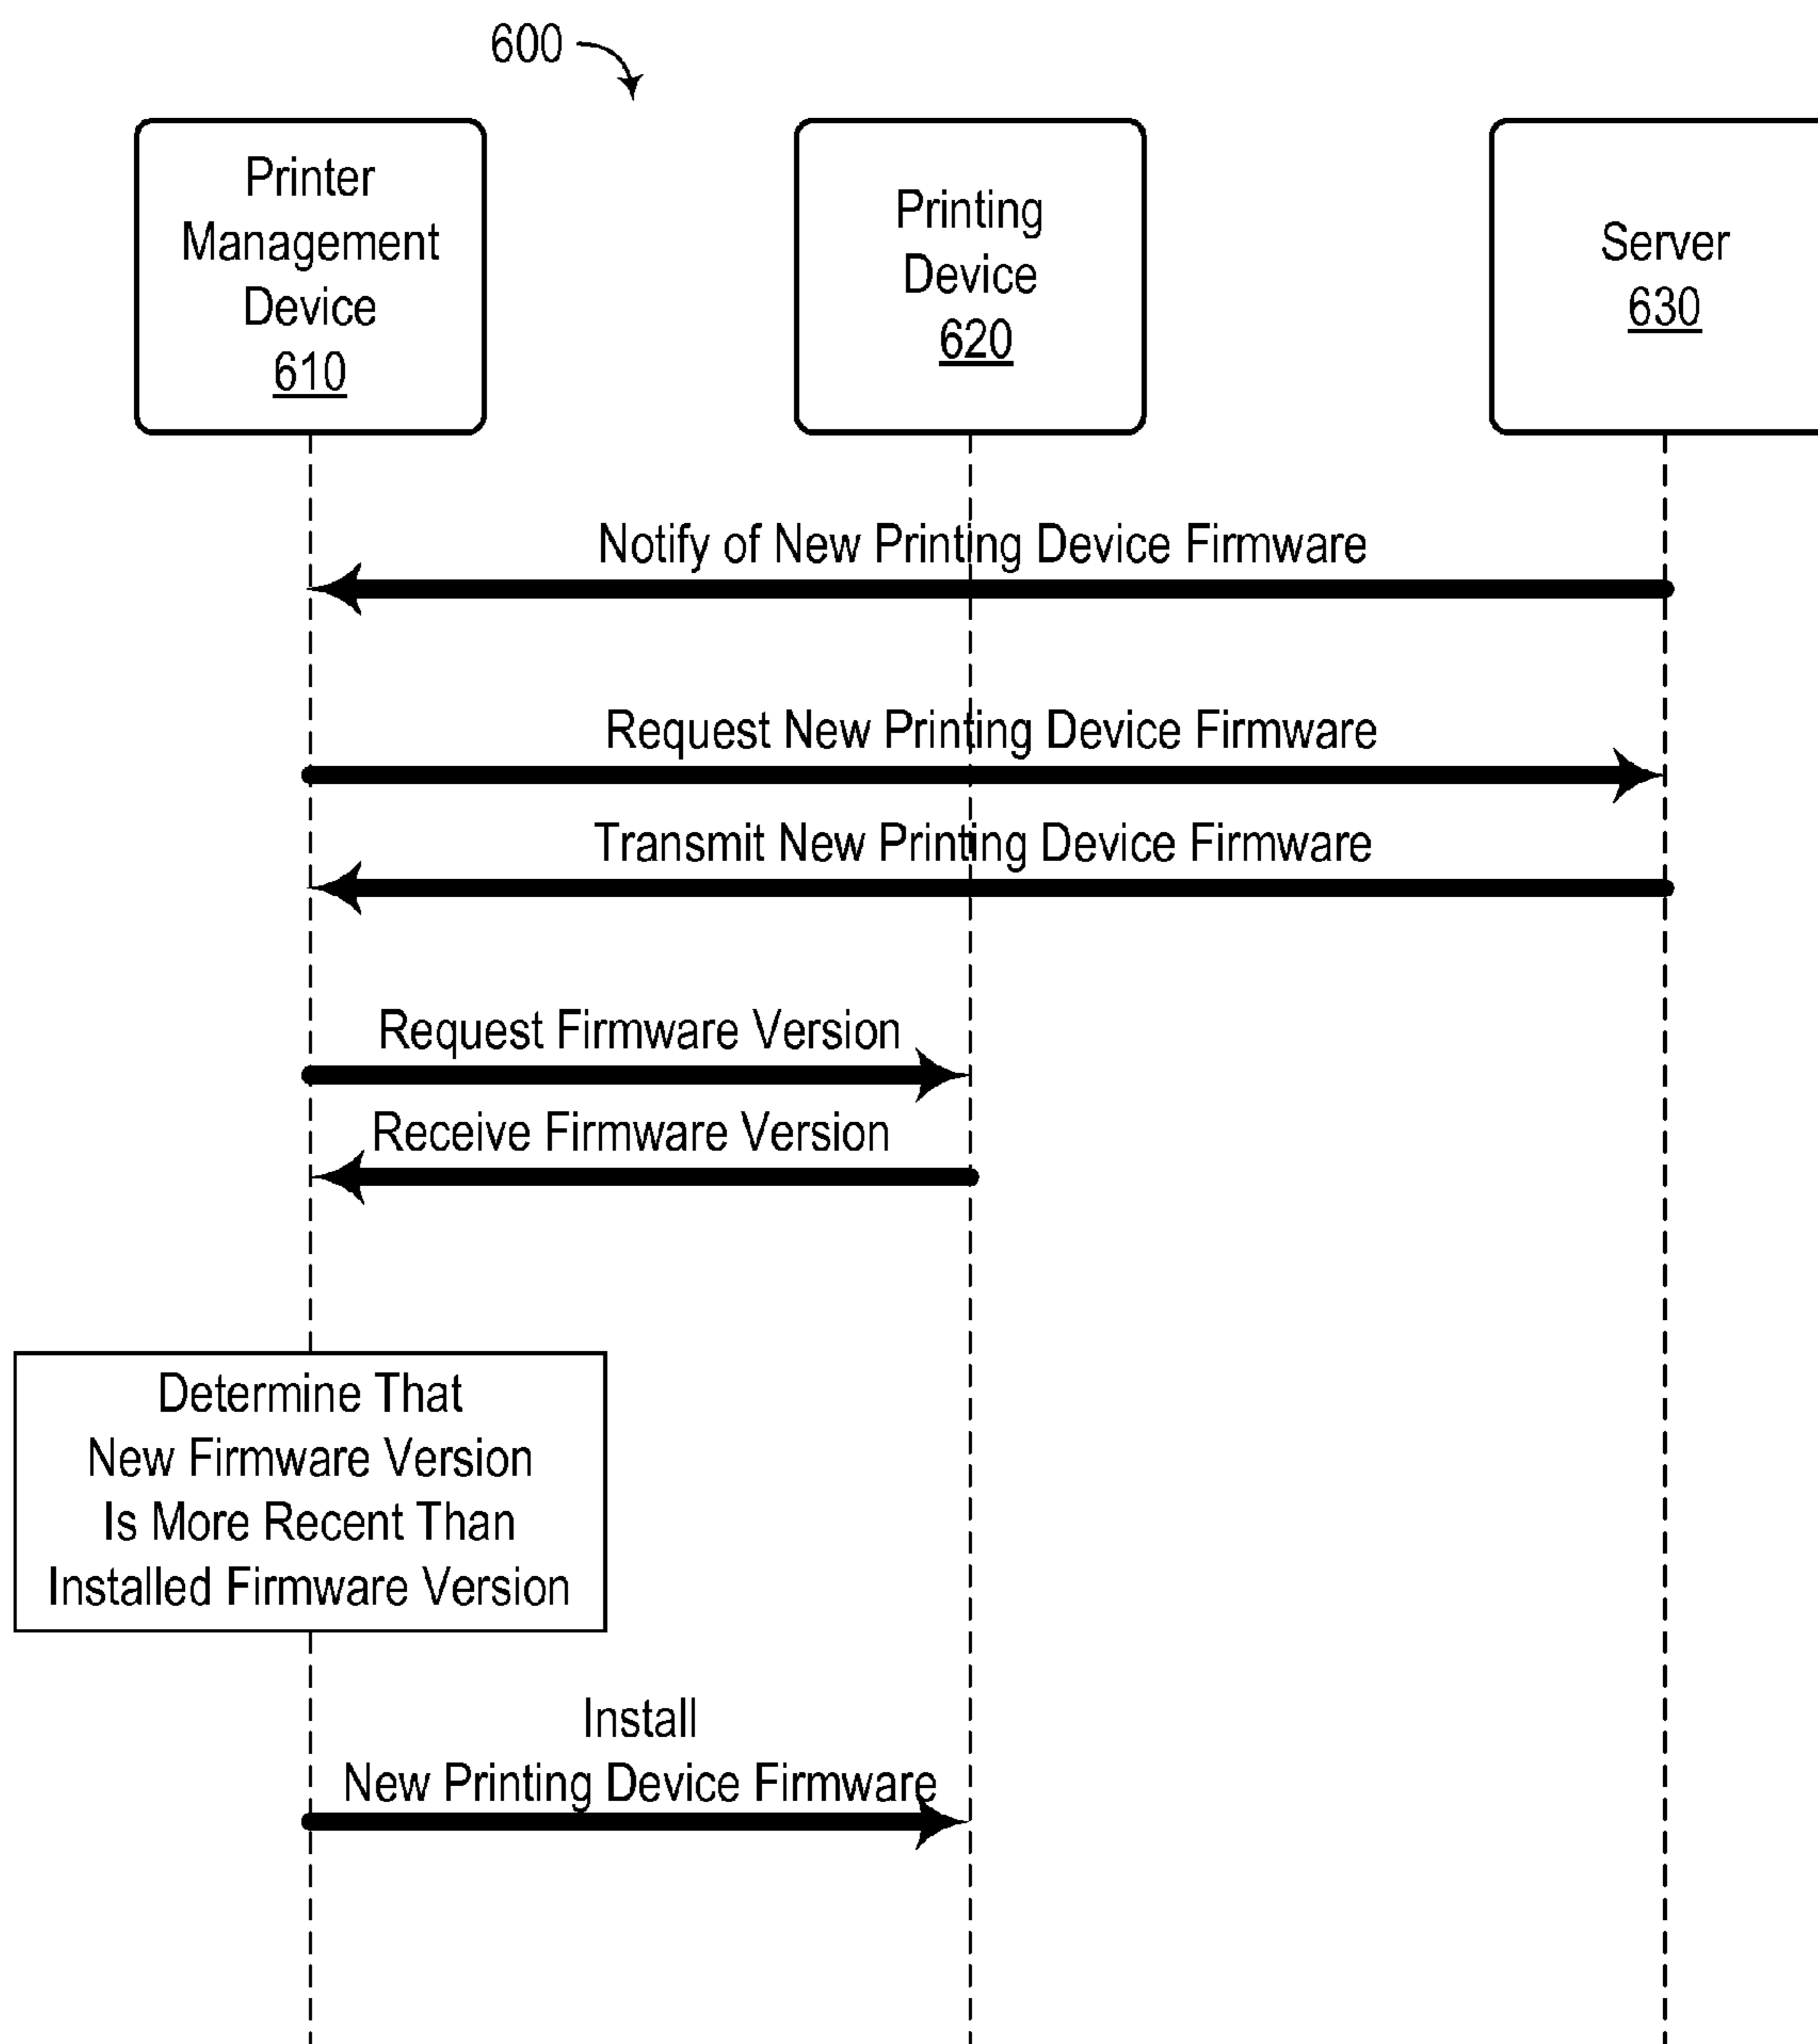 600
Printer
Management
Device
610
Printing
Device
620
Server
630
Notify of New Printing Device Firmware
Request New Printing Device Firmware
Transmit New Printing Device Firmware
Request Firmware Version
Receive Firmware Version
Determine That
New Firmware Version
Is More Recent Than
Installed Firmware Version
Install
New Printing Device Firmware